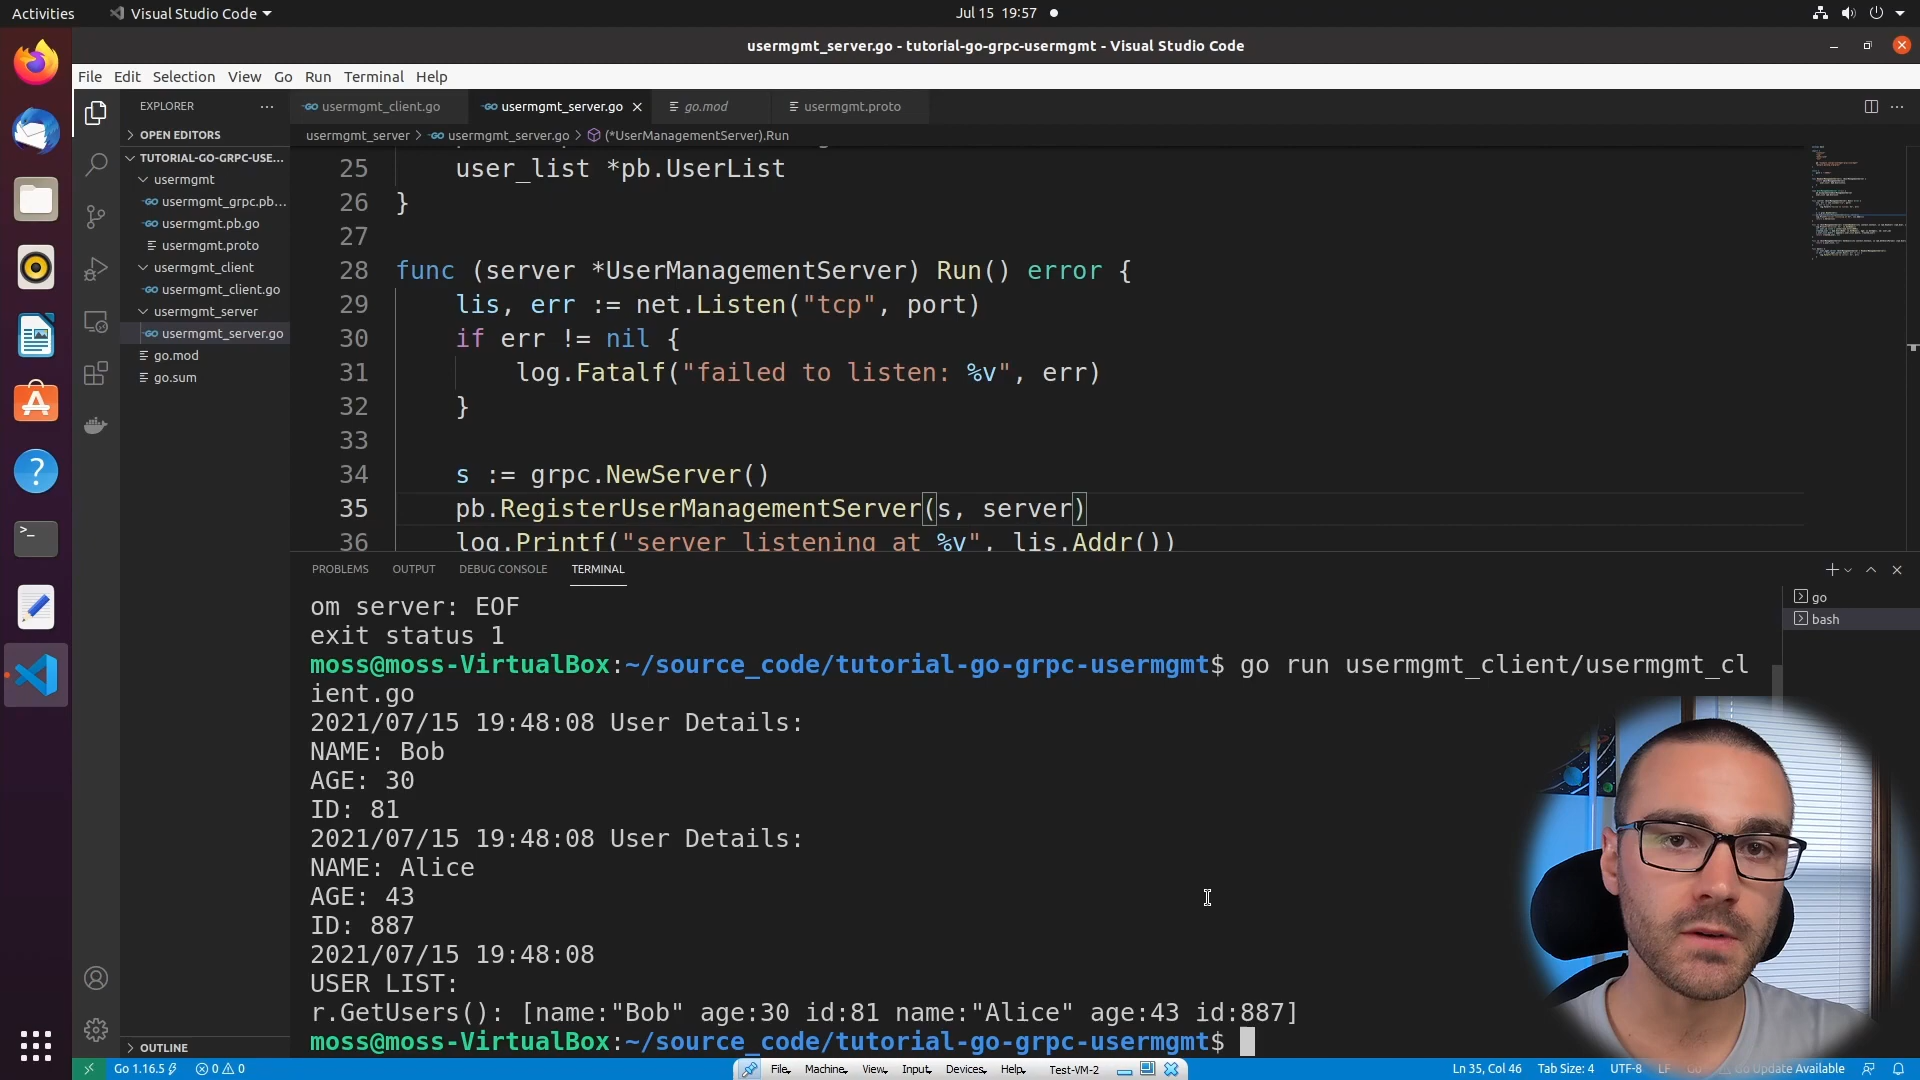 Activities
Visual Studio Code
Jul 15 19:57
usermgmt_server.go - tutorial-go-grpc-usermgmt - Visual Studio Code
File Edit Selection View Go Run Terminal Help
EXPLORER
OPEN EDITORS
TUTORIAL-GO-GRPC-USE...
usermgmt
usermgmt_grpc.pb...
usermgmt.pb.go
usermgmt.proto
usermgmt_client
usermgmt_client.go
usermgmt_server
usermgmt_server.go
go.mod
go.sum
OUTLINE
usermgmt_client.go usermgmt_server.go go.mod usermgmt.proto
usermgmt_server > usermgmt_server.go > (*UserManagementServer).Run
25 user_list *pb.UserList
26 }
27
28 func (server *UserManagementServer) Run() error {
29 lis, err := net.Listen("tcp", port)
30 if err != nil {
31 log.Fatalf("failed to listen: %v", err)
32 }
33
34 s := grpc.NewServer()
35 pb.RegisterUserManagementServer(s, server)
36 log.Printf("server listening at %v", lis.Addr())
PROBLEMS OUTPUT DEBUG CONSOLE TERMINAL
go
bash
om server: EOF
exit status 1
moss@moss-VirtualBox:~/source_code/tutorial-go-grpc-usermgmt$ go run usermgmt_client/usermgmt_cl
ient.go
2021/07/15 19:48:08 User Details:
NAME: Bob
AGE: 30
ID: 81
2021/07/15 19:48:08 User Details:
NAME: Alice
AGE: 43
ID: 887
2021/07/15 19:48:08
USER LIST:
r.GetUsers(): [name:"Bob" age:30 id:81 name:"Alice" age:43 id:887]
moss@moss-VirtualBox:~/source_code/tutorial-go-grpc-usermgmt$
Go 1.16.5 0 0
File Machine View Input Devices Help Test-VM-2
Ln 35, Col 46 Tab Size: 4 UTF-8 LF Go Update Available